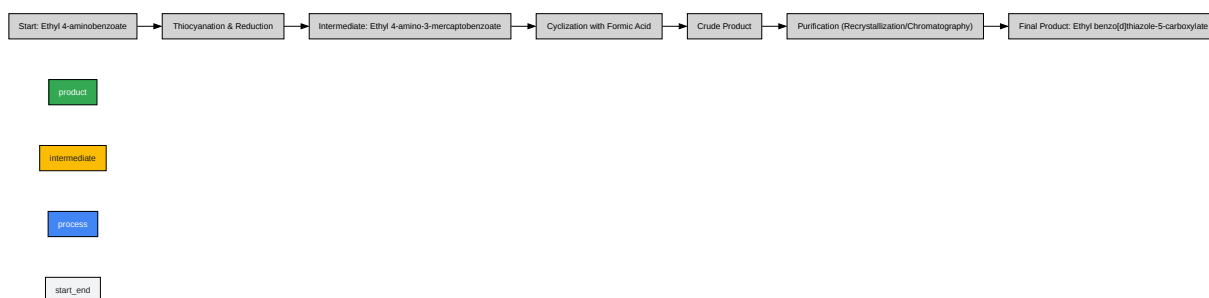 Start: Ethyl 4-aminobenzoate
Thiocyanation & Reduction
Intermediate: Ethyl 4-amino-3-mercaptobenzoate
Cyclization with Formic Acid
Crude Product
Purification (Recrystallization/Chromatography)
Final Product: Ethyl benzo[d]thiazole-5-carboxylate
product
intermediate
process
start_end